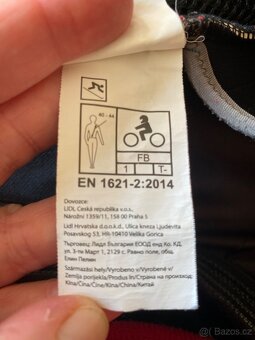 40 - 44
FB
1 T-
EN 1621-2:2014
Dovozce:
LIDL Česká republika v.o.s.,
Nárožní 1359/11, 158 00 Praha 5
Lidl Hrvatska d.o.o.k.d., Ulica kneza Ljudevita
Posavskog 53, HR-10410 Velika Gorica
Търговец: Лидл България ЕООД енд Ко. КД,
ул. 3-ти Март 1, 2129 с. Равно поле, общ.
Елин Пелин
Származási hely/Vyrobeno v/Vyrobené v/
Zemlja porijekla/Produs în/Страна на произход:
Kína/Čína/Čína/Kina/China/Китай
Bazos.cz